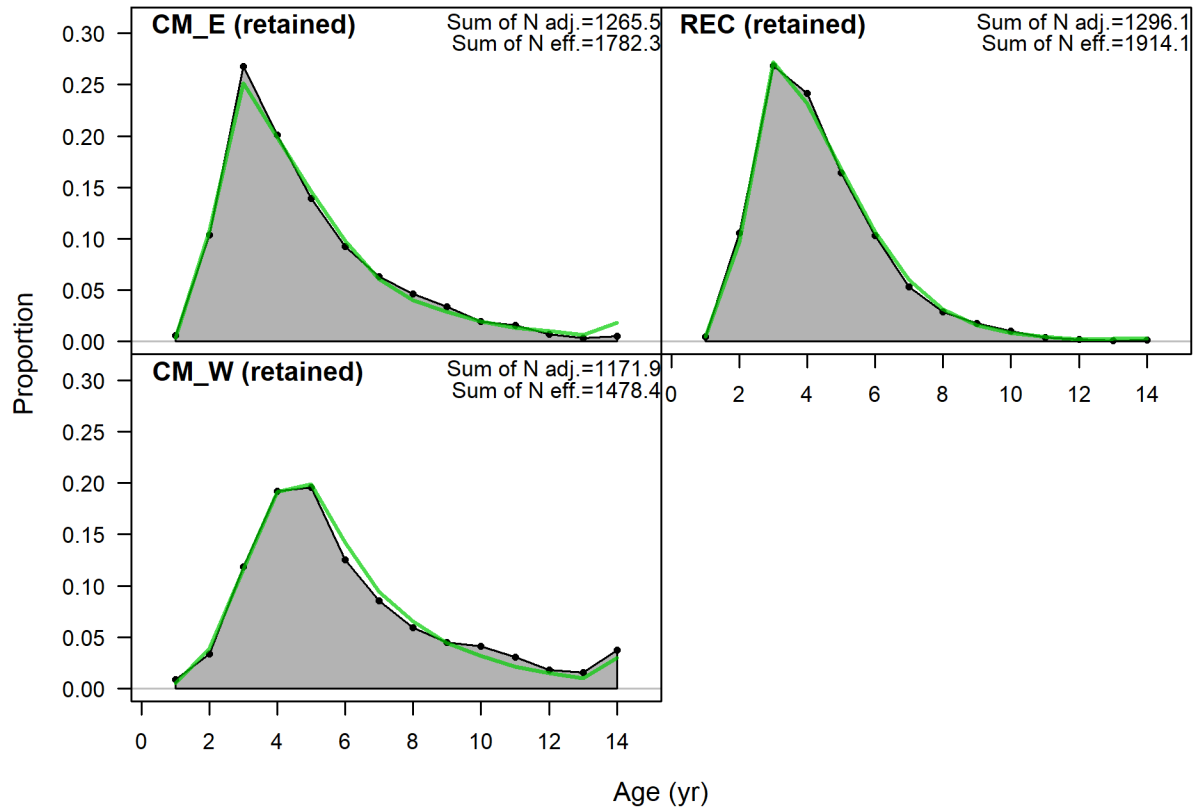 CM_E (retained)
Sum of N adj.=1265.5
Sum of N eff.=1782.3
REC (retained)
Sum of N adj.=1296.1
Sum of N eff.=1914.1
0.30
0.25
0.20
0.15
0.10
0.05
0.00
CM_W (retained)
Sum of N adj.=1171.9
Sum of N eff.=1478.4
0 2 4 6 8 10 12 14
0.30
0.25
0.20
0.15
0.10
0.05
0.00
0 2 4 6 8 10 12 14
Proportion
Age (yr)